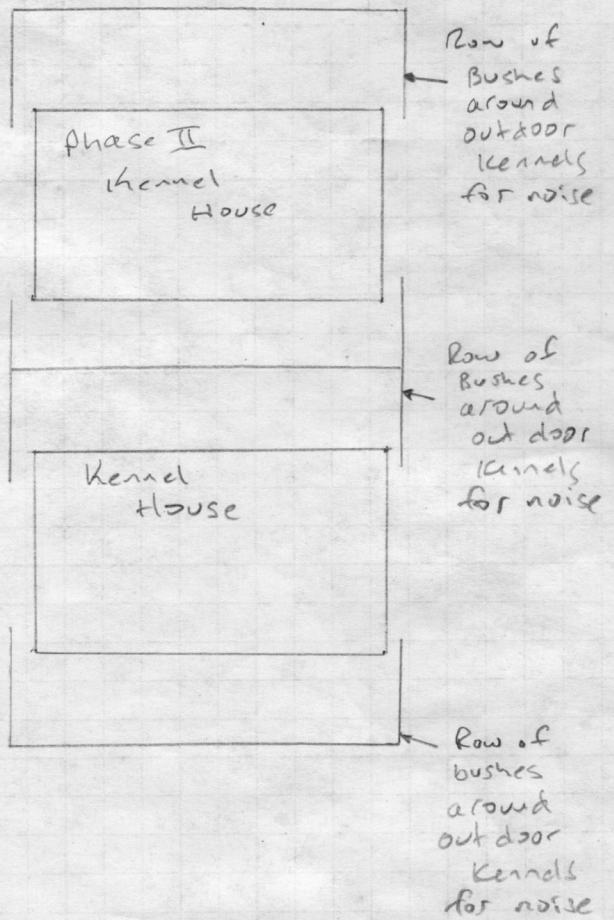 Row of
Bushes
around
outdoor
Kennels
for noise
Phase II
Kennel
House
Row of
Bushes
around
out door
Kennels
for noise
Kennel
House
Row of
bushes
around
out door
Kennels
for noise